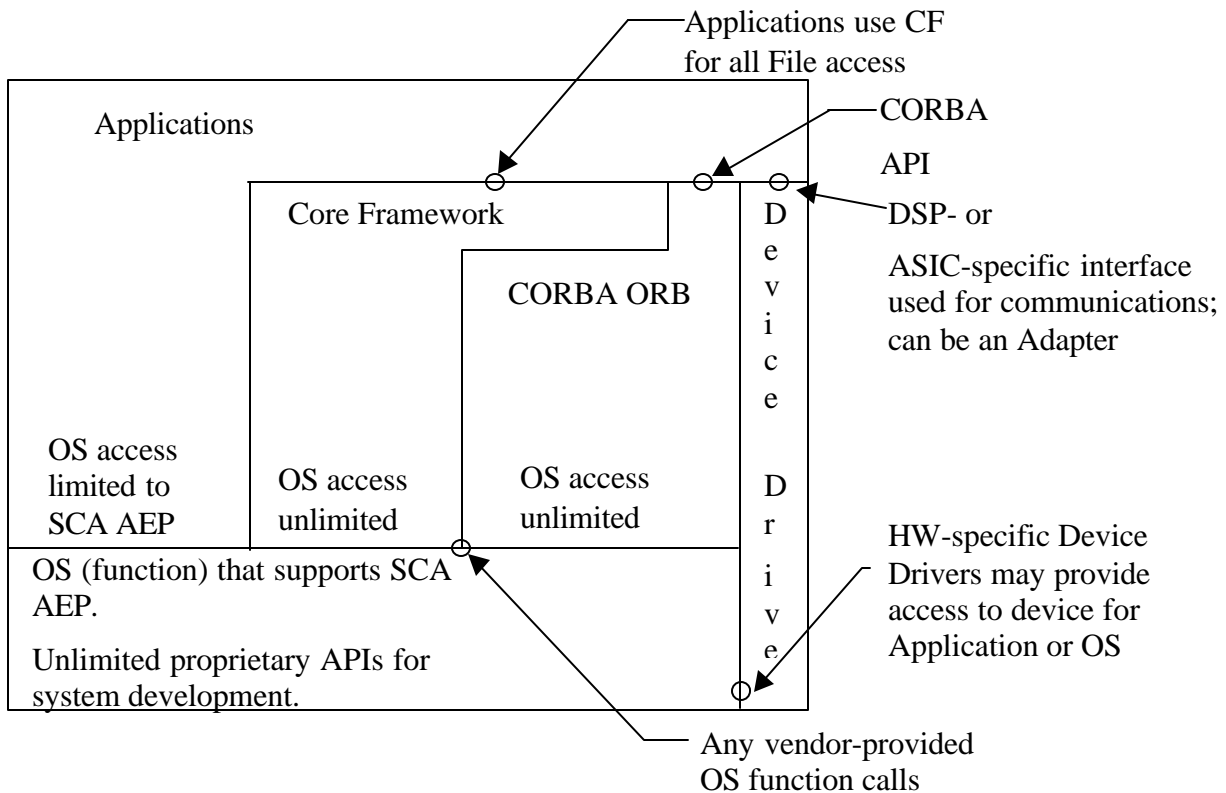 Applications use CF
for all File access
Applications
CORBA
API
Core Framework
DSP- or
ASIC-specific interface
used for communications;
can be an Adapter
CORBA ORB
D
e
v
i
c
e
D
r
i
v
e
OS access
limited to
SCA AEP
OS access
unlimited
OS access
unlimited
HW-specific Device
Drivers may provide
access to device for
Application or OS
OS (function) that supports SCA
AEP.
Unlimited proprietary APIs for
system development.
Any vendor-provided
OS function calls